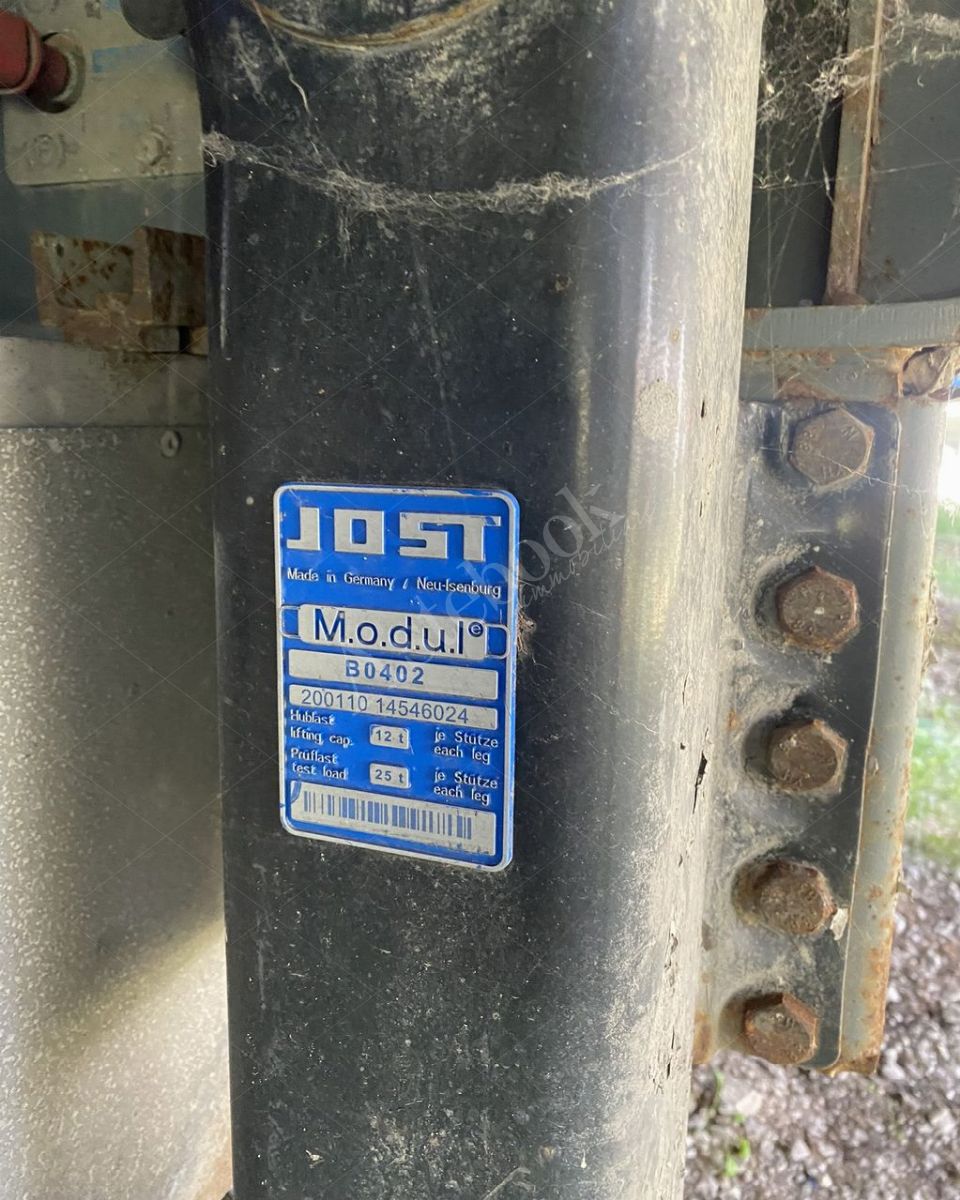 JOST
Made in Germany / Neu-Isenburg
M.o.d.u.l®
B0402
200110 14546024
Hublast
lifting, cap. 12 t je Stütze
each leg
Prüflast
test load 25 t je Stütze
each leg